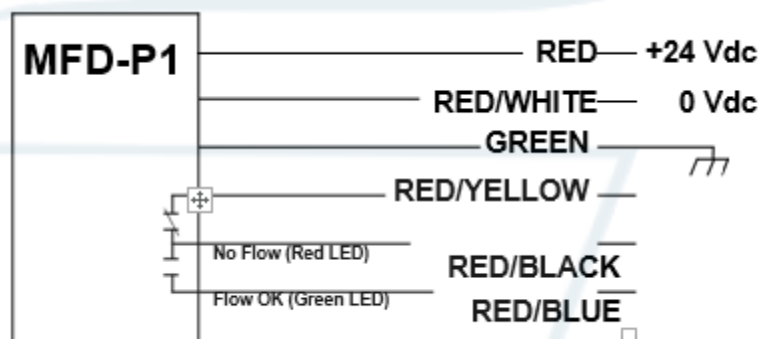 MFD-P1
RED
+24 Vdc
RED/WHITE
0 Vdc
GREEN
RED/YELLOW
No Flow (Red LED)
RED/BLACK
Flow OK (Green LED)
RED/BLUE